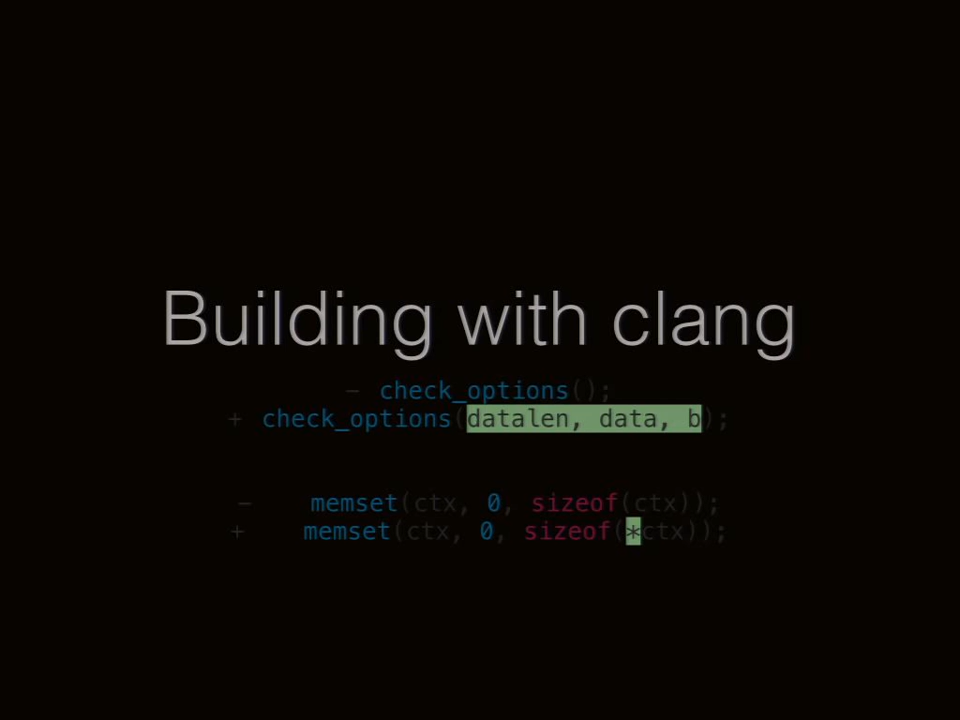 Building with clang
- check_options();
+ check_options(datalen, data, b);
- memset(ctx, 0, sizeof(ctx));
+ memset(ctx, 0, sizeof(*ctx));